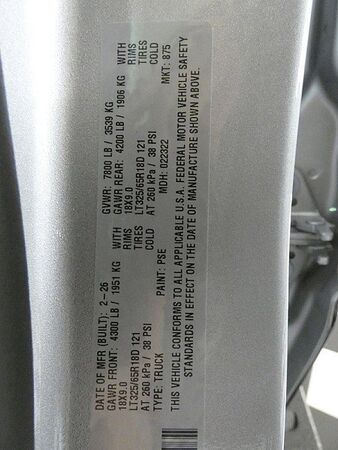 DATE OF MFR (BUILT): 2-26 GVWR: 7800 LB / 3539 KG
GAWR FRONT: 4300 LB / 1951 KG WITH GAWR REAR: 4200 LB / 1906 KG WITH
18X9.0 RIMS 18X9.0 RIMS
LT325/65R18D 121 TIRES LT325/65R18D 121 TIRES
AT 260 kPa / 38 PSI COLD AT 260 kPa / 38 PSI COLD
TYPE: TRUCK PAINT: PSE MDH: 022322 MKT: 875
THIS VEHICLE CONFORMS TO ALL APPLICABLE U.S.A. FEDERAL MOTOR VEHICLE SAFETY
STANDARDS IN EFFECT ON THE DATE OF MANUFACTURE SHOWN ABOVE.